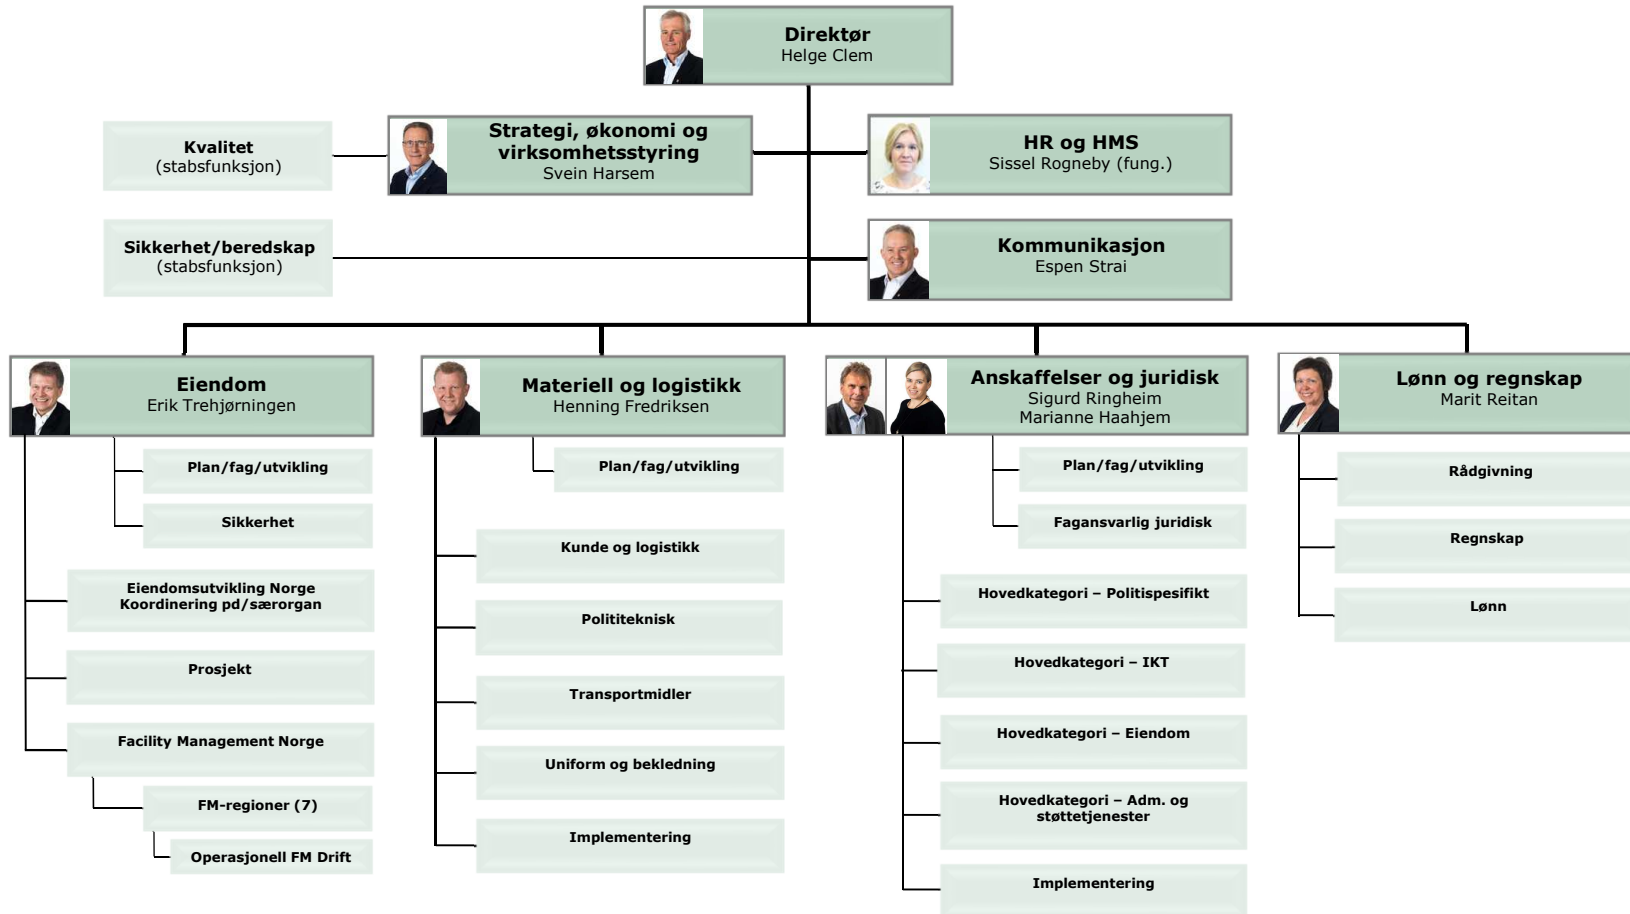 Direktør
Helge Clem
Kvalitet
(stabsfunksjon)
Strategi, økonomi og
virksomhetsstyring
Svein Harsem
HR og HMS
Sissel Rogneby (fung.)
Sikkerhet/beredskap
(stabsfunksjon)
Kommunikasjon
Espen Strai
Eiendom
Erik Trehjørningen
Plan/fag/utvikling
Sikkerhet
Eiendomsutvikling Norge
Koordinering pd/særorgan
Prosjekt
Facility Management Norge
FM-regioner (7)
Operasjonell FM Drift
Materiell og logistikk
Henning Fredriksen
Plan/fag/utvikling
Kunde og logistikk
Polititeknisk
Transportmidler
Uniform og bekledning
Implementering
Anskaffelser og juridisk
Sigurd Ringheim
Marianne Haahjem
Plan/fag/utvikling
Fagansvarlig juridisk
Hovedkategori – Politispesifikt
Hovedkategori – IKT
Hovedkategori – Eiendom
Hovedkategori – Adm. og
støttetjenester
Implementering
Lønn og regnskap
Marit Reitan
Rådgivning
Regnskap
Lønn